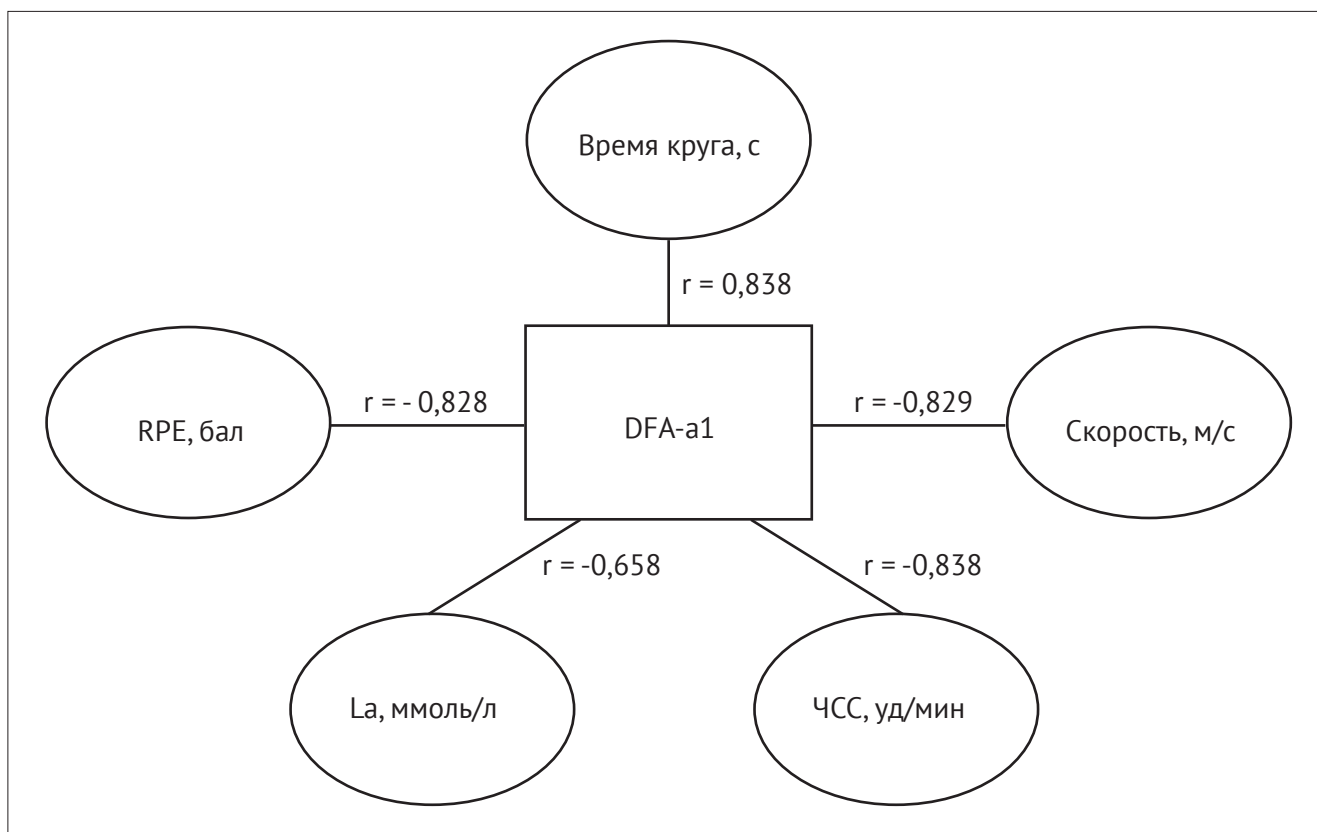 Время круга, с
r = 0,838
r = - 0,828
r = -0,829
RPE, бал
DFA-a1
Скорость, м/с
r = -0,658
r = -0,838
La, ммоль/л
ЧСС, уд/мин